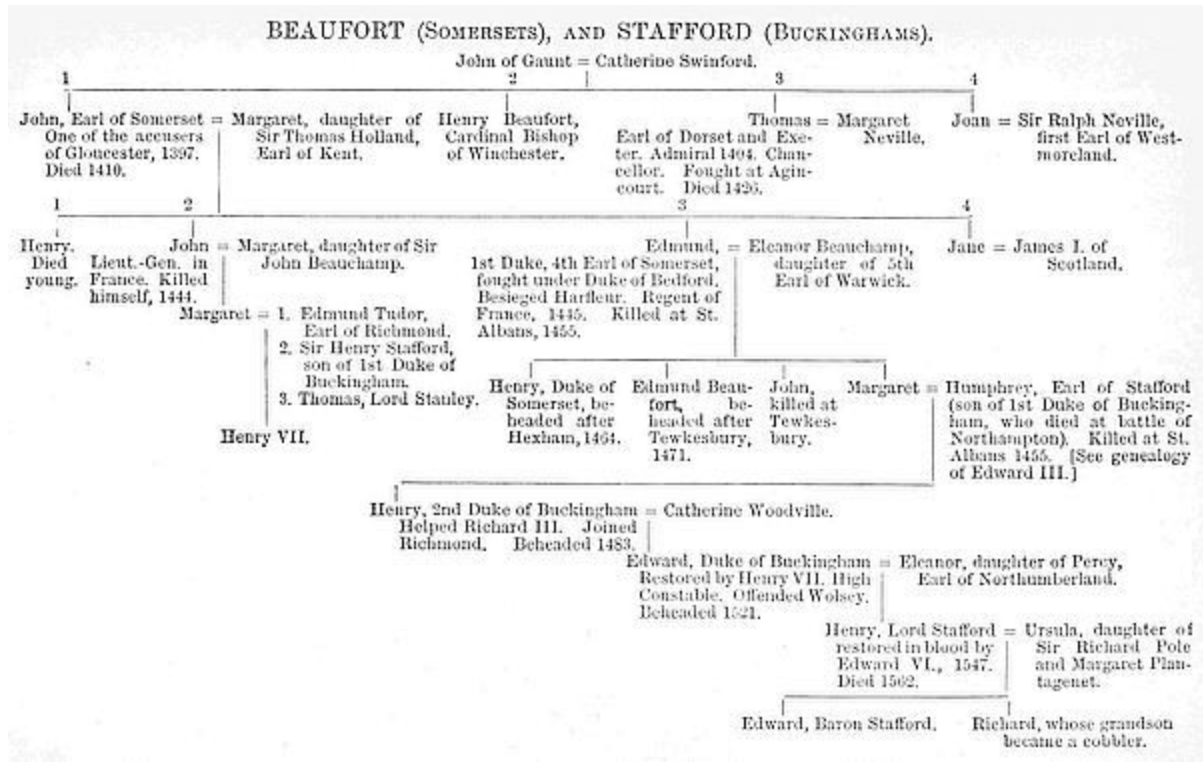 BEAUFORT (SOMERSETS), AND STAFFORD (BUCKINGHAMS).
John of Gaunt = Catherine Swinford.
1 2 3 4
John, Earl of Somerset = Margaret, daughter of
One of the accusers Sir Thomas Holland,
of Gloucester, 1397. Earl of Kent.
Died 1410.
Henry Beaufort,
Cardinal Bishop
of Winchester.
Thomas = Margaret
Earl of Dorset and Exe- Neville.
ter. Admiral 1404. Chan-
cellor. Fought at Agin-
court. Died 1426.
Joan = Sir Ralph Neville,
first Earl of West-
moreland.
1 2 3 4
Henry.
Died
young.
John = Margaret, daughter of Sir
Lieut.-Gen. in John Beauchamp.
France. Killed
himself, 1444.
Edmund, = Eleanor Beauchamp,
1st Duke, 4th Earl of Somerset, daughter of 5th
fought under Duke of Bedford. Earl of Warwick.
Besieged Harfleur. Regent of
France, 1445. Killed at St.
Albans, 1455.
Jane = James I. of
Scotland.
Margaret = 1. Edmund Tudor,
Earl of Richmond.
2. Sir Henry Stafford,
son of 1st Duke of
Buckingham.
3. Thomas, Lord Stanley.
Henry VII.
Henry, Duke of
Somerset, be-
headed after
Hexham, 1464.
Edmund Beau-
fort, be-
headed after
Tewkesbury,
1471.
John,
killed at
Tewkes-
bury.
Margaret = Humphrey, Earl of Stafford
(son of 1st Duke of Bucking-
ham, who died at battle of
Northampton). Killed at St.
Albans 1455. [See genealogy
of Edward III.]
Henry, 2nd Duke of Buckingham = Catherine Woodville.
Helped Richard III. Joined
Richmond. Beheaded 1483.
Edward, Duke of Buckingham = Eleanor, daughter of Percy,
Restored by Henry VII. High Earl of Northumberland.
Constable. Offended Wolsey.
Beheaded 1521.
Henry, Lord Stafford = Ursula, daughter of
restored in blood by Sir Richard Pole
Edward VI., 1547. and Margaret Plan-
Died 1562. tagenet.
Edward, Baron Stafford.
Richard, whose grandson
became a cobbler.